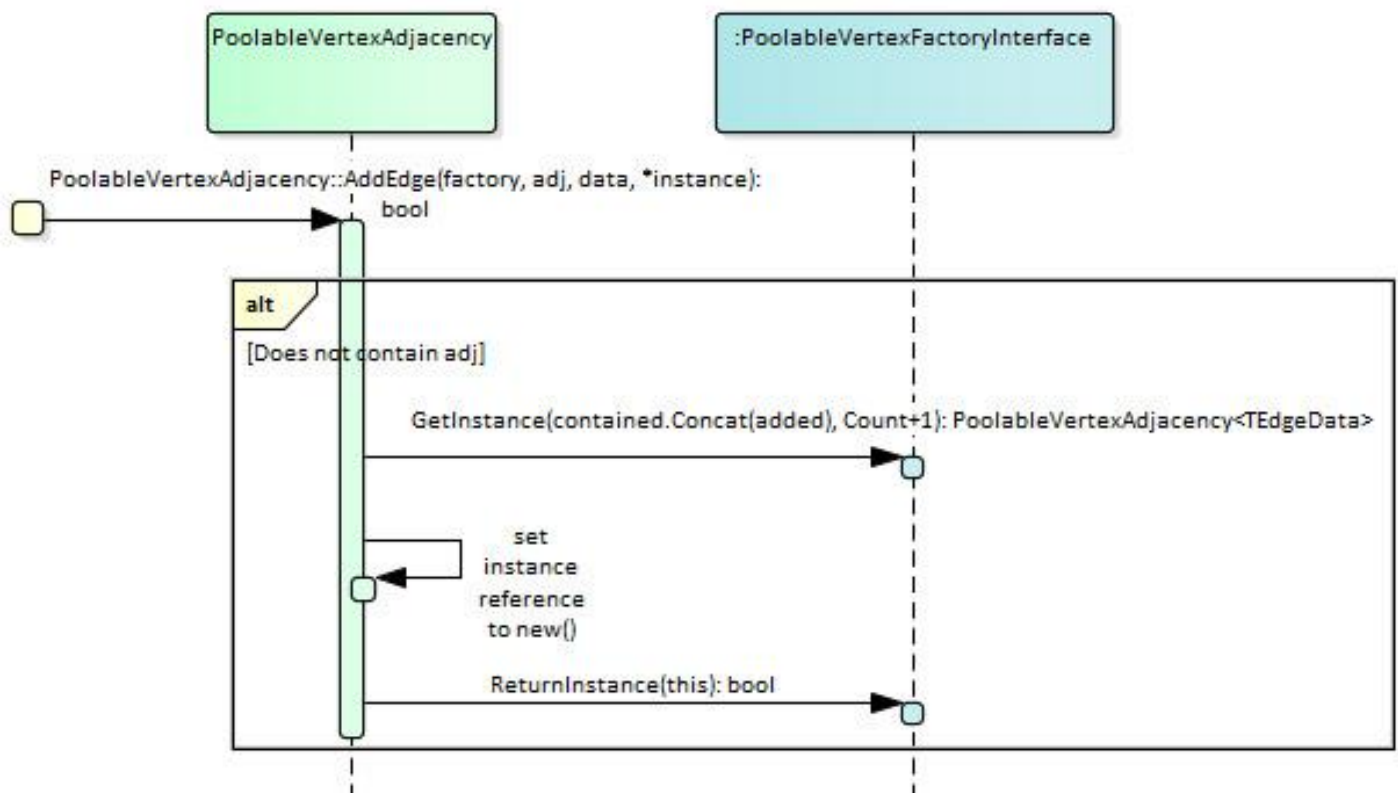 PoolableVertexAdjacency
:PoolableVertexFactoryInterface
PoolableVertexAdjacency::AddEdge(factory, adj, data, *instance):
bool
alt
[Does not contain adj]
GetInstance(contained.Concat(added), Count+1): PoolableVertexAdjacency<TEdgeData>
set
instance
reference
to new()
ReturnInstance(this): bool